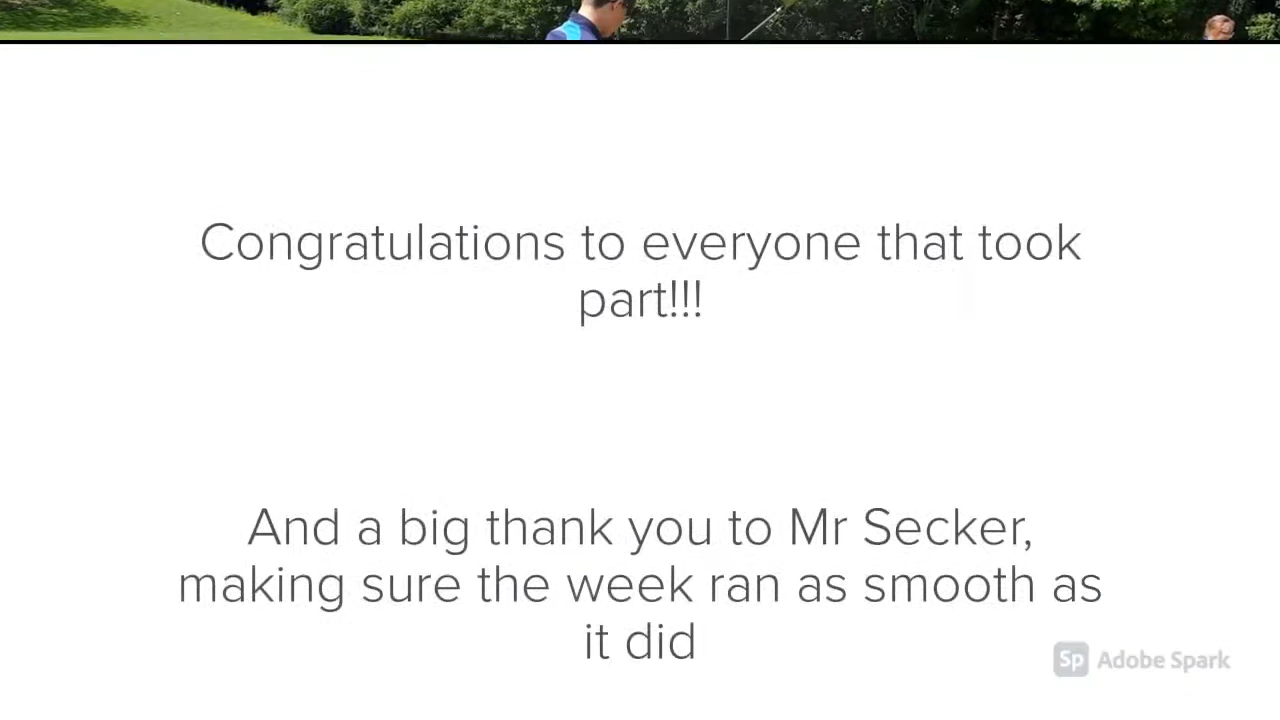 Congratulations to everyone that took
part!!!
And a big thank you to Mr Secker,
making sure the week ran as smooth as
it did
Sp Adobe Spark